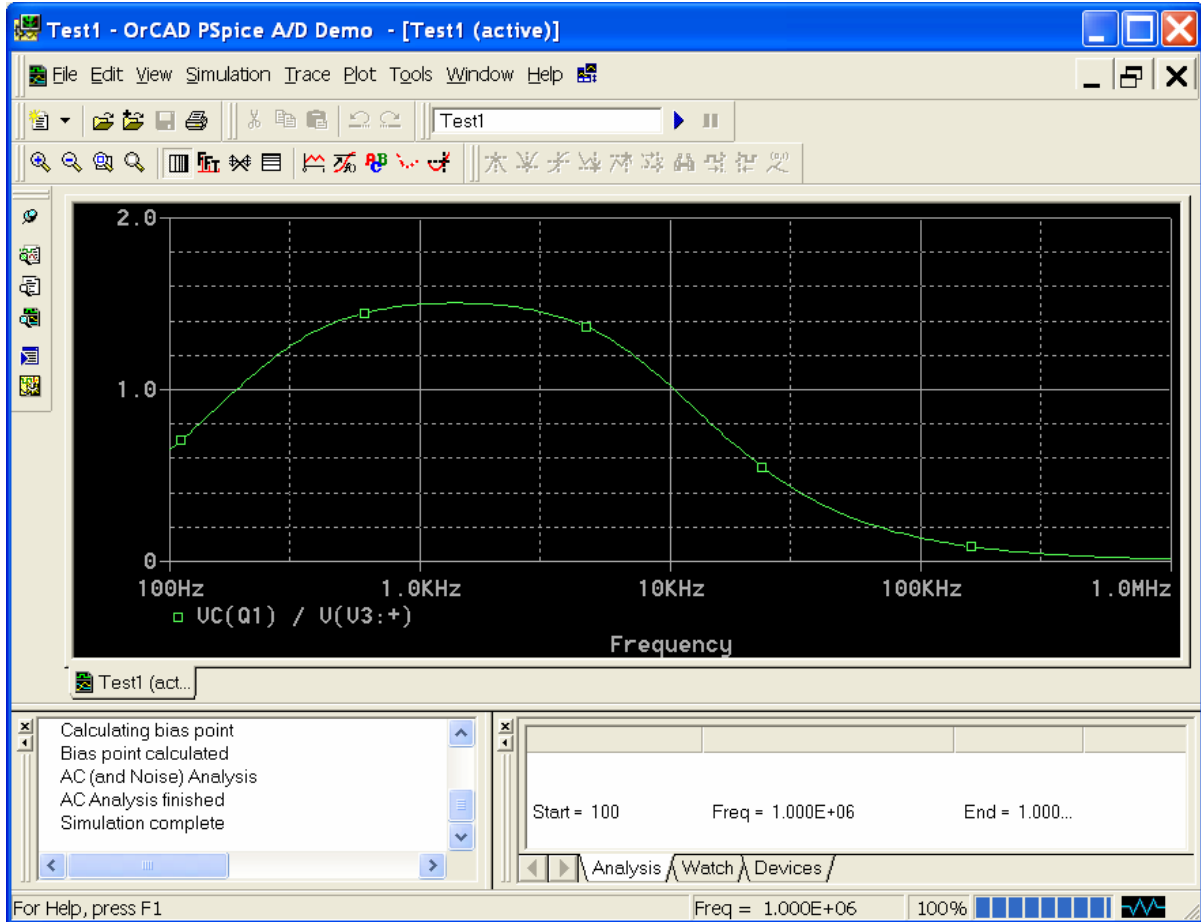 Test1 - OrCAD PSpice A/D Demo - [Test1 (active)]
File Edit View Simulation Trace Plot Tools Window Help
Test1
2.0
1.0
0
100Hz 1.0KHz 10KHz 100KHz 1.0MHz
VC(Q1) / V(V3:+)
Frequency
Test1 (act...
Calculating bias point
Bias point calculated
AC (and Noise) Analysis
AC Analysis finished
Simulation complete
Start = 100 Freq = 1.000E+06 End = 1.000...
Analysis Watch Devices
For Help, press F1 Freq = 1.000E+06 100%